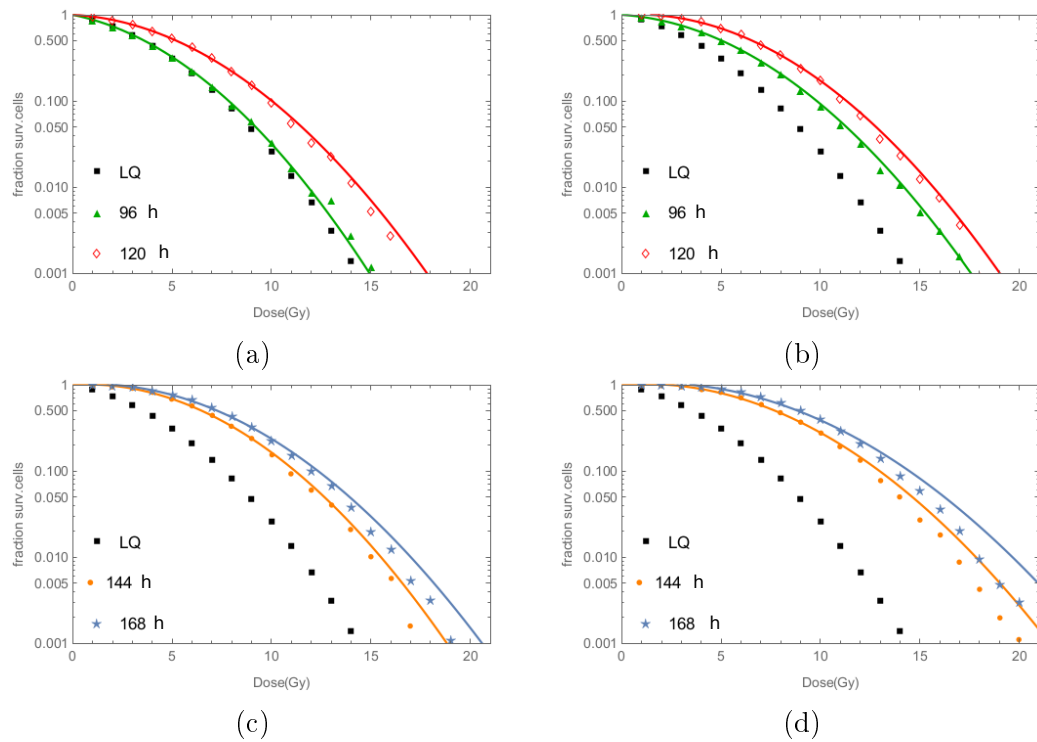 1
0.500
0.100
0.050
0.010
0.005
0.001
0 5 10 15 20
fraction surv.cells
Dose(Gy)
LQ
96 h
120 h
(a)
1
0.500
0.100
0.050
0.010
0.005
0.001
0 5 10 15 20
fraction surv.cells
Dose(Gy)
LQ
96 h
120 h
(b)
1
0.500
0.100
0.050
0.010
0.005
0.001
0 5 10 15 20
fraction surv.cells
Dose(Gy)
LQ
144 h
168 h
(c)
1
0.500
0.100
0.050
0.010
0.005
0.001
0 5 10 15 20
fraction surv.cells
Dose(Gy)
LQ
144 h
168 h
(d)